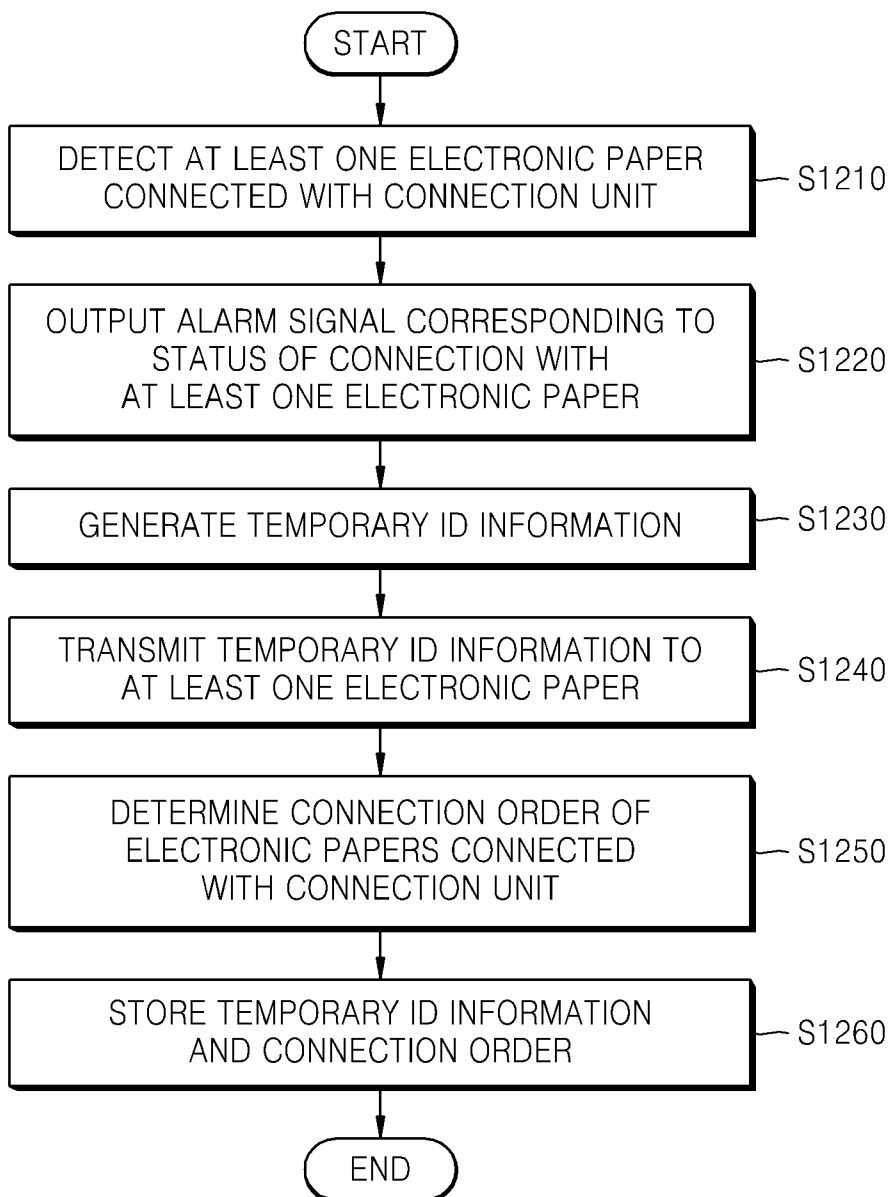 START
DETECT AT LEAST ONE ELECTRONIC PAPER
CONNECTED WITH CONNECTION UNIT
S1210
OUTPUT ALARM SIGNAL CORRESPONDING TO
STATUS OF CONNECTION WITH
AT LEAST ONE ELECTRONIC PAPER
S1220
GENERATE TEMPORARY ID INFORMATION
S1230
TRANSMIT TEMPORARY ID INFORMATION TO
AT LEAST ONE ELECTRONIC PAPER
S1240
DETERMINE CONNECTION ORDER OF
ELECTRONIC PAPERS CONNECTED
WITH CONNECTION UNIT
S1250
STORE TEMPORARY ID INFORMATION
AND CONNECTION ORDER
S1260
END